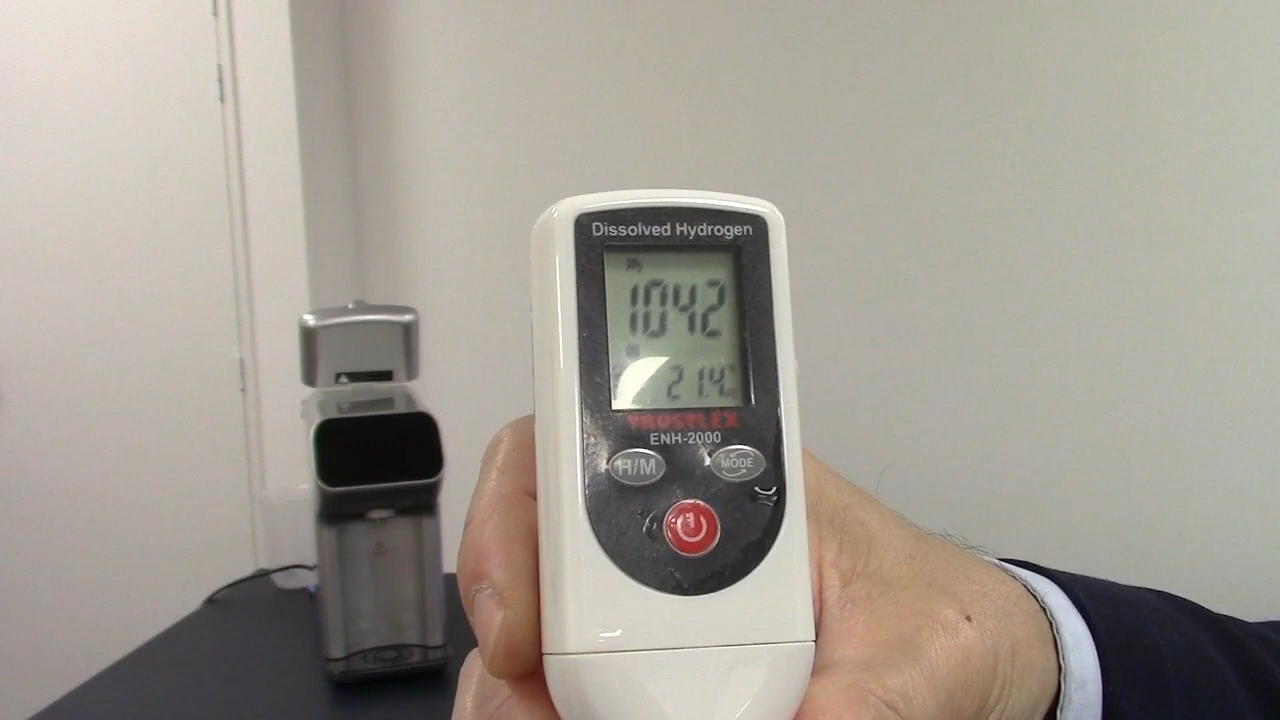 Dissolved Hydrogen
1042
21.4
TRUSTLEX
ENH-2000
H/M
MODE